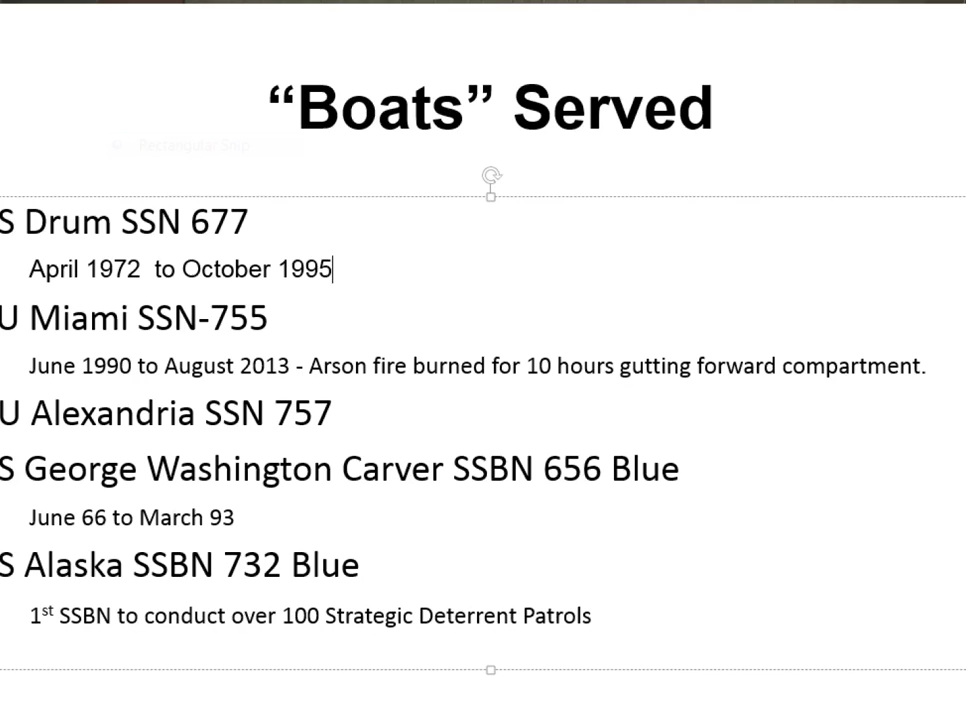 “Boats” Served
Rectangular Snip
S Drum SSN 677
April 1972  to October 1995
U Miami SSN-755
June 1990 to August 2013 - Arson fire burned for 10 hours gutting forward compartment.
U Alexandria SSN 757
S George Washington Carver SSBN 656 Blue
June 66 to March 93
S Alaska SSBN 732 Blue
1st SSBN to conduct over 100 Strategic Deterrent Patrols